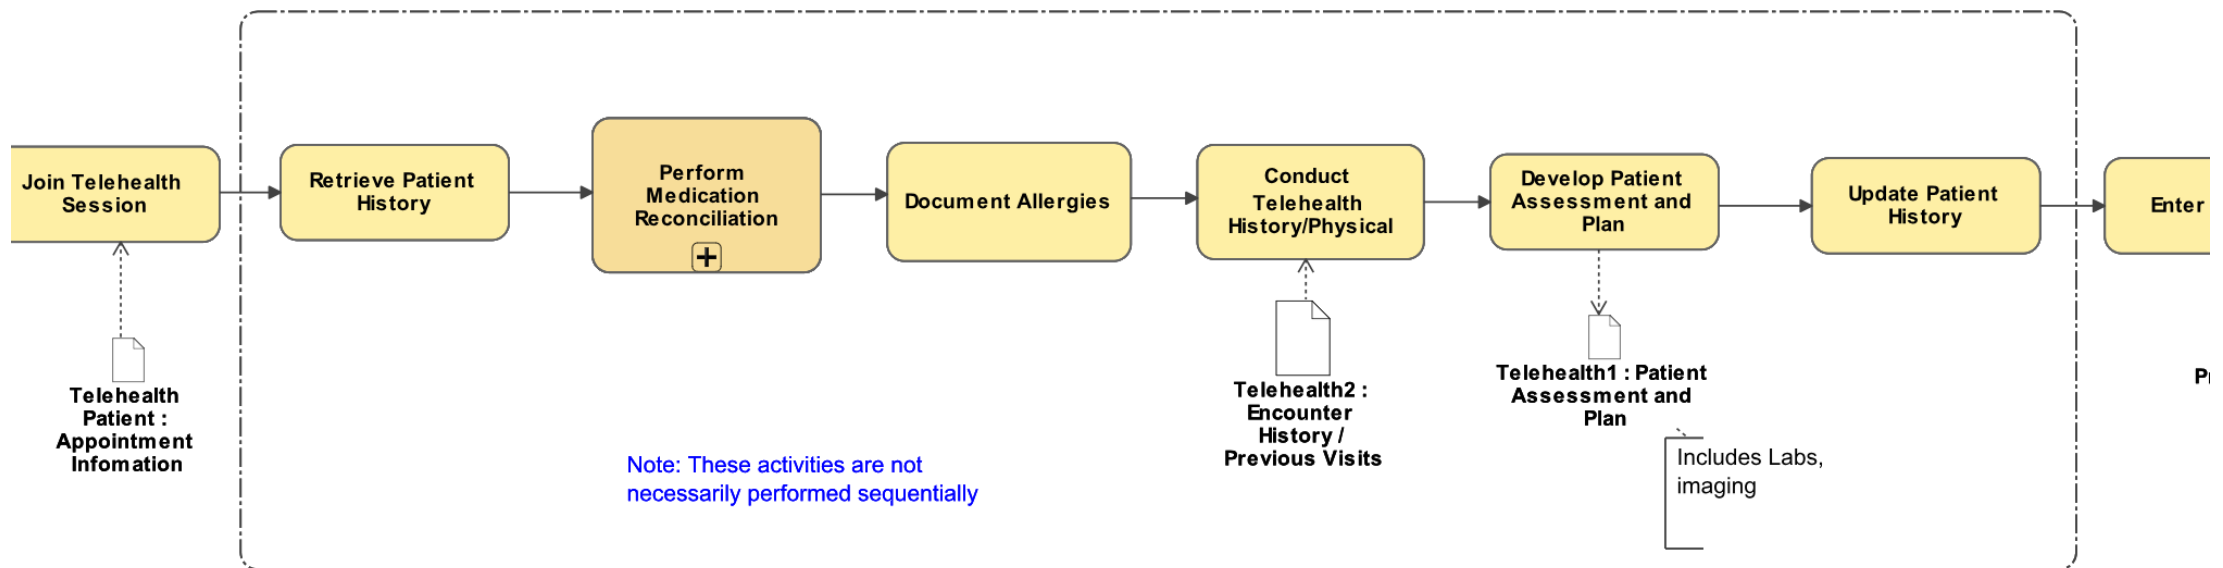 Join Telehealth
Session
Retrieve Patient
History
Perform
Medication
Reconciliation
Document Allergies
Conduct
Telehealth
History/Physical
Develop Patient
Assessment and
Plan
Update Patient
History
Enter
Telehealth
Patient :
Appointment
Infomation
Telehealth2 :
Encounter
History /
Previous Visits
Telehealth1 : Patient
Assessment and
Plan
Includes Labs,
imaging
Note: These activities are not
necessarily performed sequentially